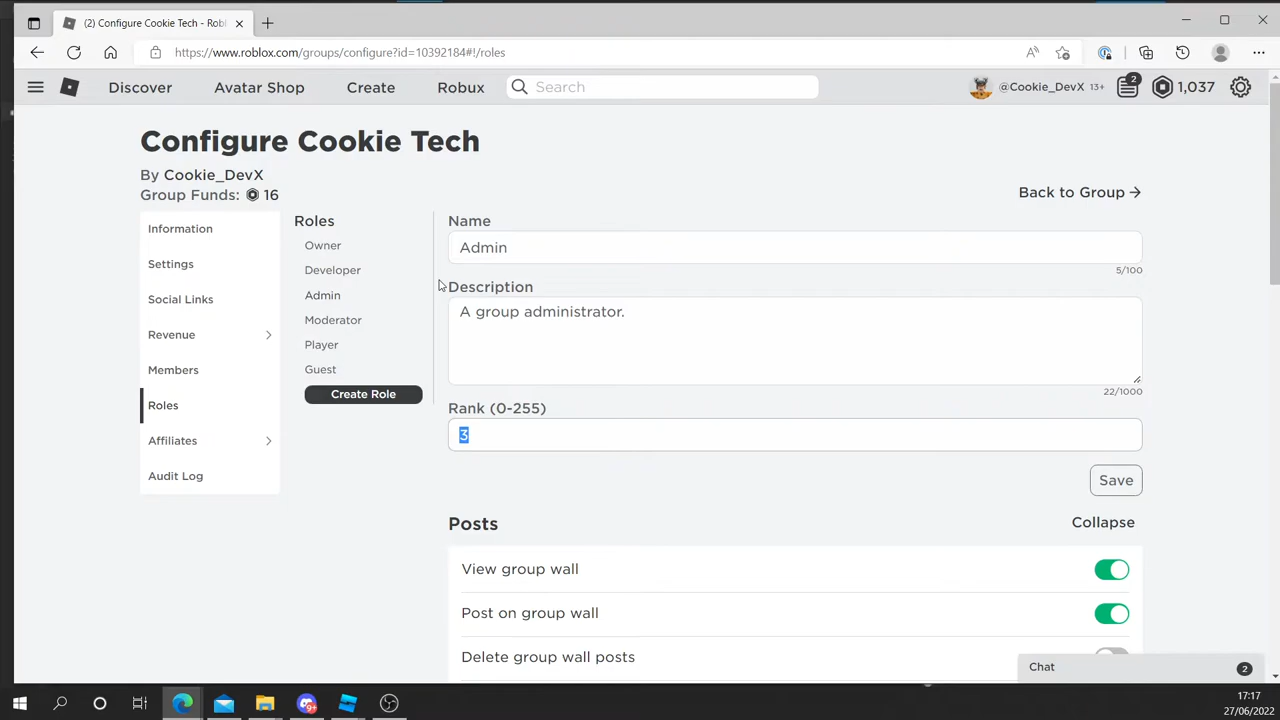 (2) Configure Cookie Tech - Robl
https://www.roblox.com/groups/configure?id=10392184#!/roles
Discover
Avatar Shop
Create
Robux
Search
@Cookie_DevX 13+
2
1,037
Configure Cookie Tech
By Cookie_DevX
Group Funds: 16
Back to Group
Information
Settings
Social Links
Revenue
Members
Roles
Affiliates
Audit Log
Roles
Owner
Developer
Admin
Moderator
Player
Guest
Create Role
Name
Admin
5/100
Description
A group administrator.
22/1000
Rank (0-255)
3
Save
Posts
Collapse
View group wall
Post on group wall
Delete group wall posts
Chat
2
9+
17:17
27/06/2022